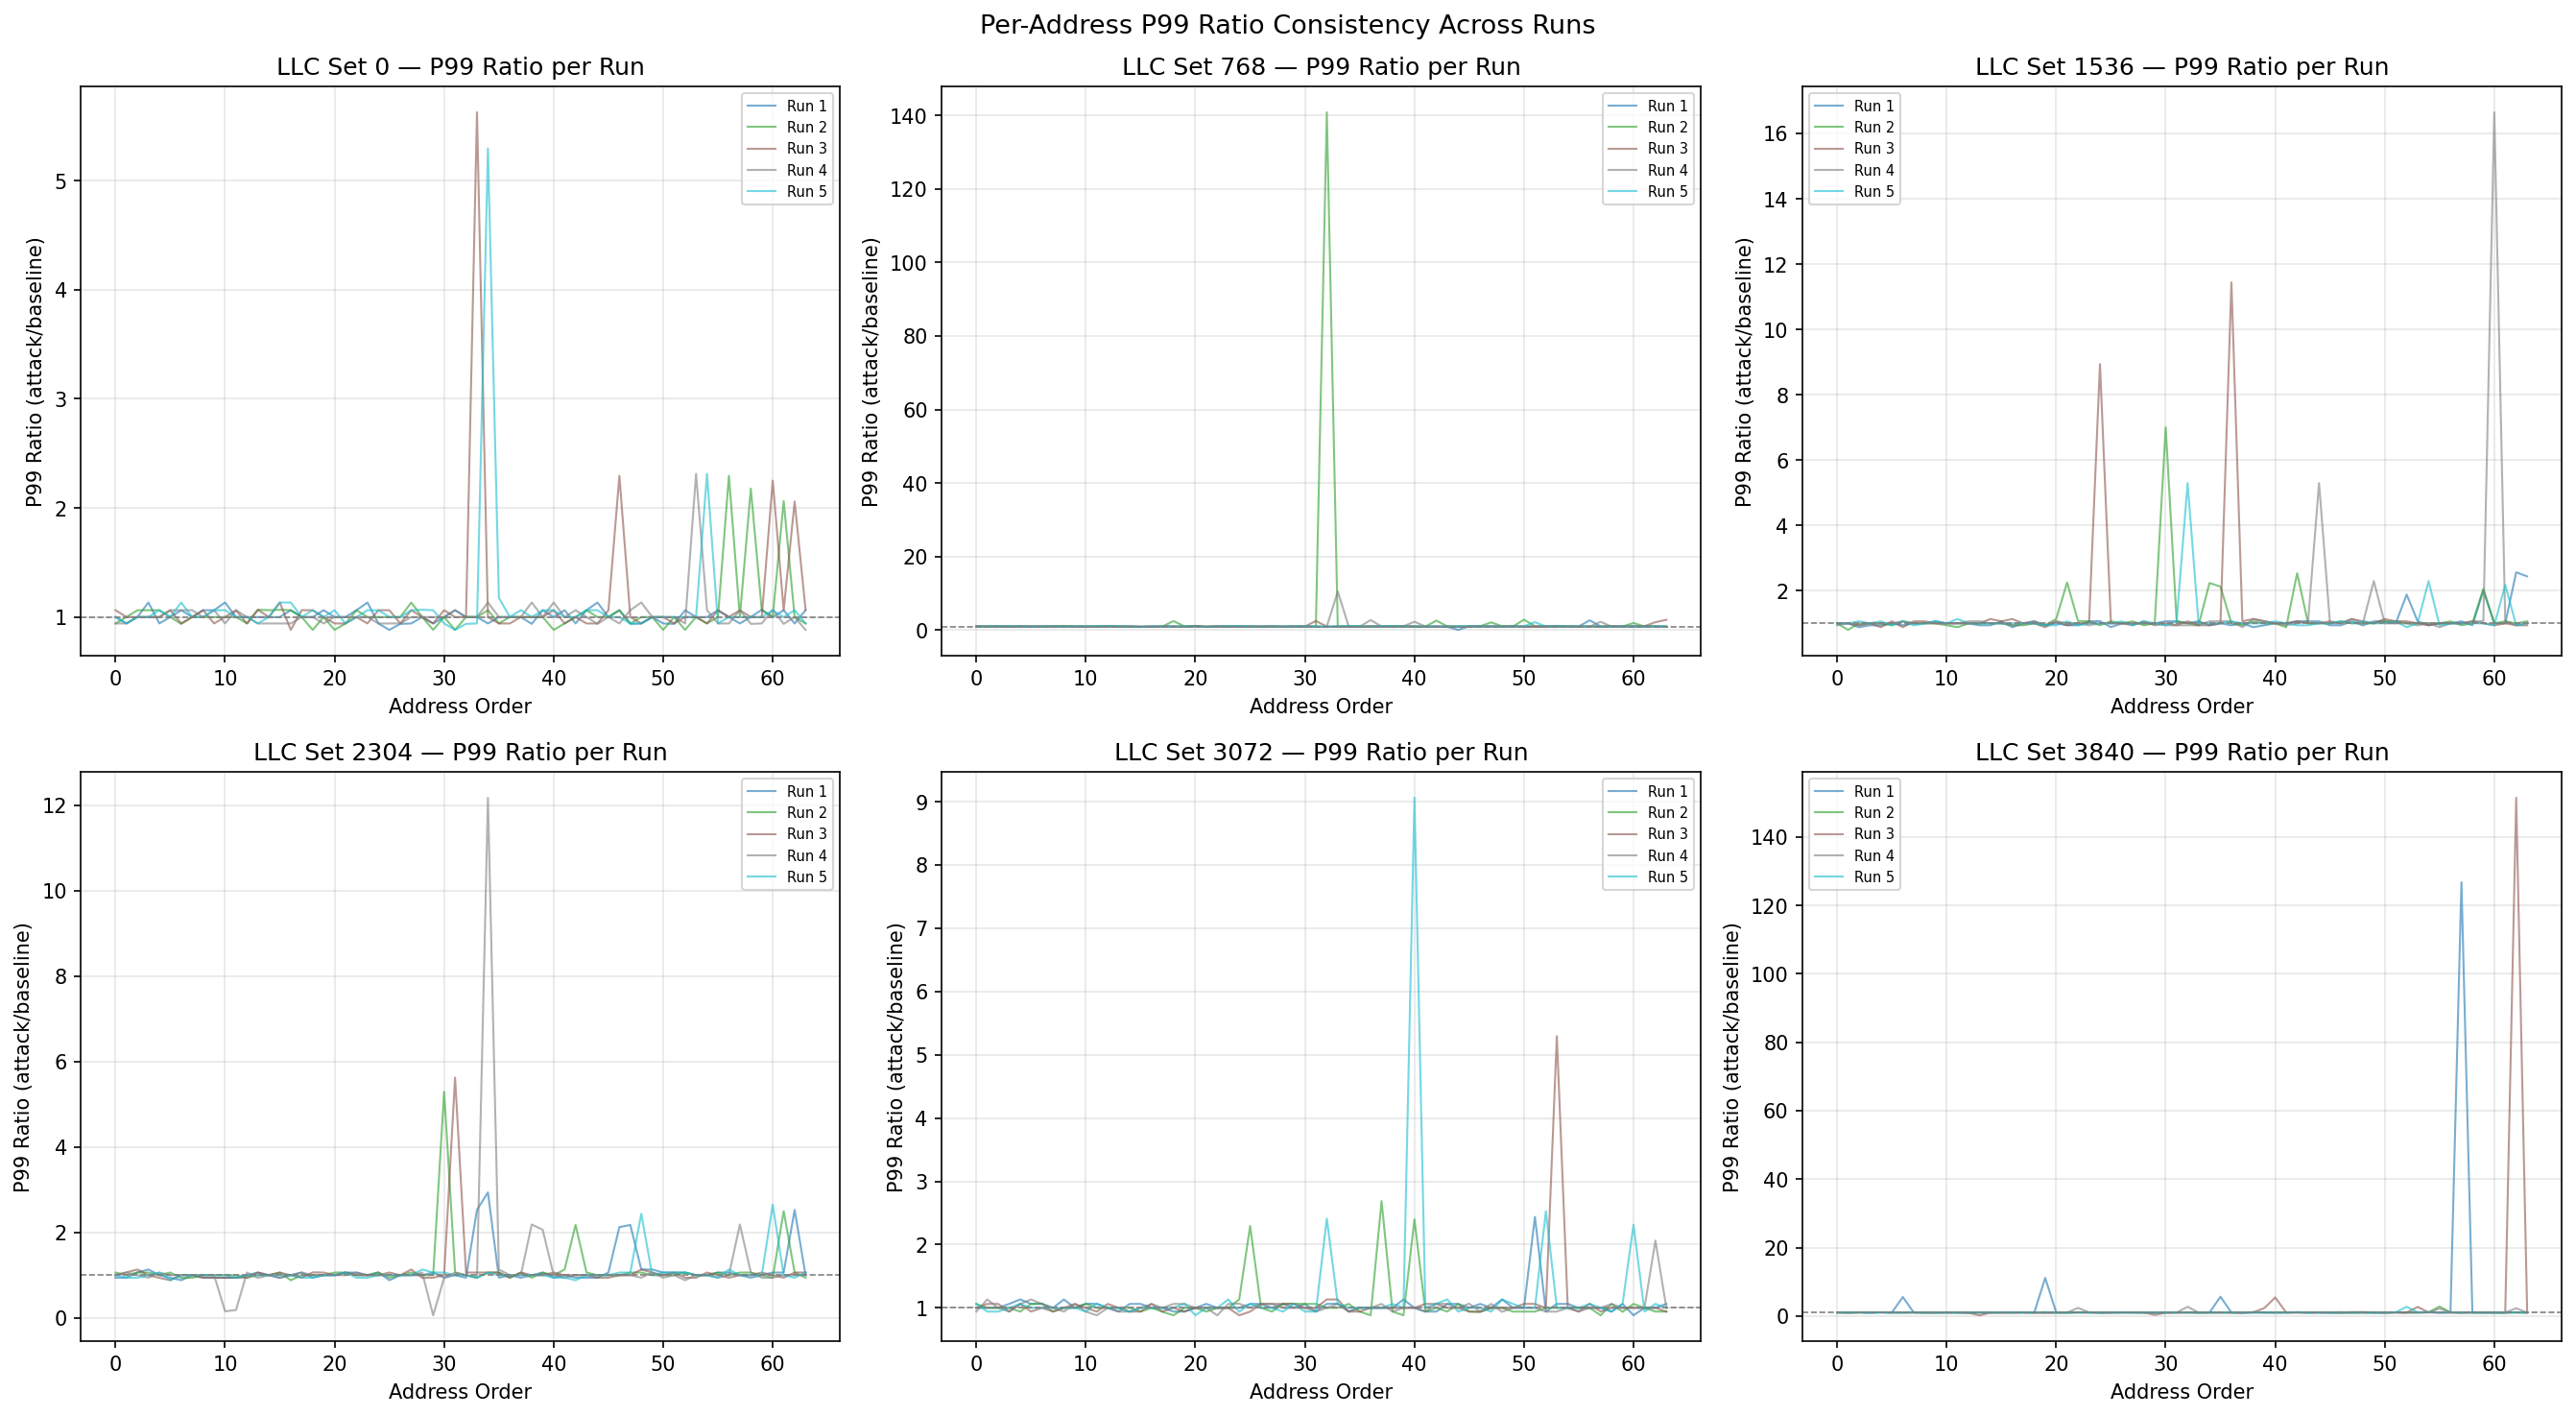 Per-Address P99 Ratio Consistency Across Runs
LLC Set 0 — P99 Ratio per Run
P99 Ratio (attack/baseline)
5
4
3
2
1
Run 1
Run 2
Run 3
Run 4
Run 5
0 10 20 30 40 50 60
Address Order
LLC Set 768 — P99 Ratio per Run
P99 Ratio (attack/baseline)
140
120
100
80
60
40
20
0
Run 1
Run 2
Run 3
Run 4
Run 5
0 10 20 30 40 50 60
Address Order
LLC Set 1536 — P99 Ratio per Run
P99 Ratio (attack/baseline)
16
14
12
10
8
6
4
2
Run 1
Run 2
Run 3
Run 4
Run 5
0 10 20 30 40 50 60
Address Order
LLC Set 2304 — P99 Ratio per Run
P99 Ratio (attack/baseline)
12
10
8
6
4
2
0
Run 1
Run 2
Run 3
Run 4
Run 5
0 10 20 30 40 50 60
Address Order
LLC Set 3072 — P99 Ratio per Run
P99 Ratio (attack/baseline)
9
8
7
6
5
4
3
2
1
Run 1
Run 2
Run 3
Run 4
Run 5
0 10 20 30 40 50 60
Address Order
LLC Set 3840 — P99 Ratio per Run
P99 Ratio (attack/baseline)
140
120
100
80
60
40
20
0
Run 1
Run 2
Run 3
Run 4
Run 5
0 10 20 30 40 50 60
Address Order